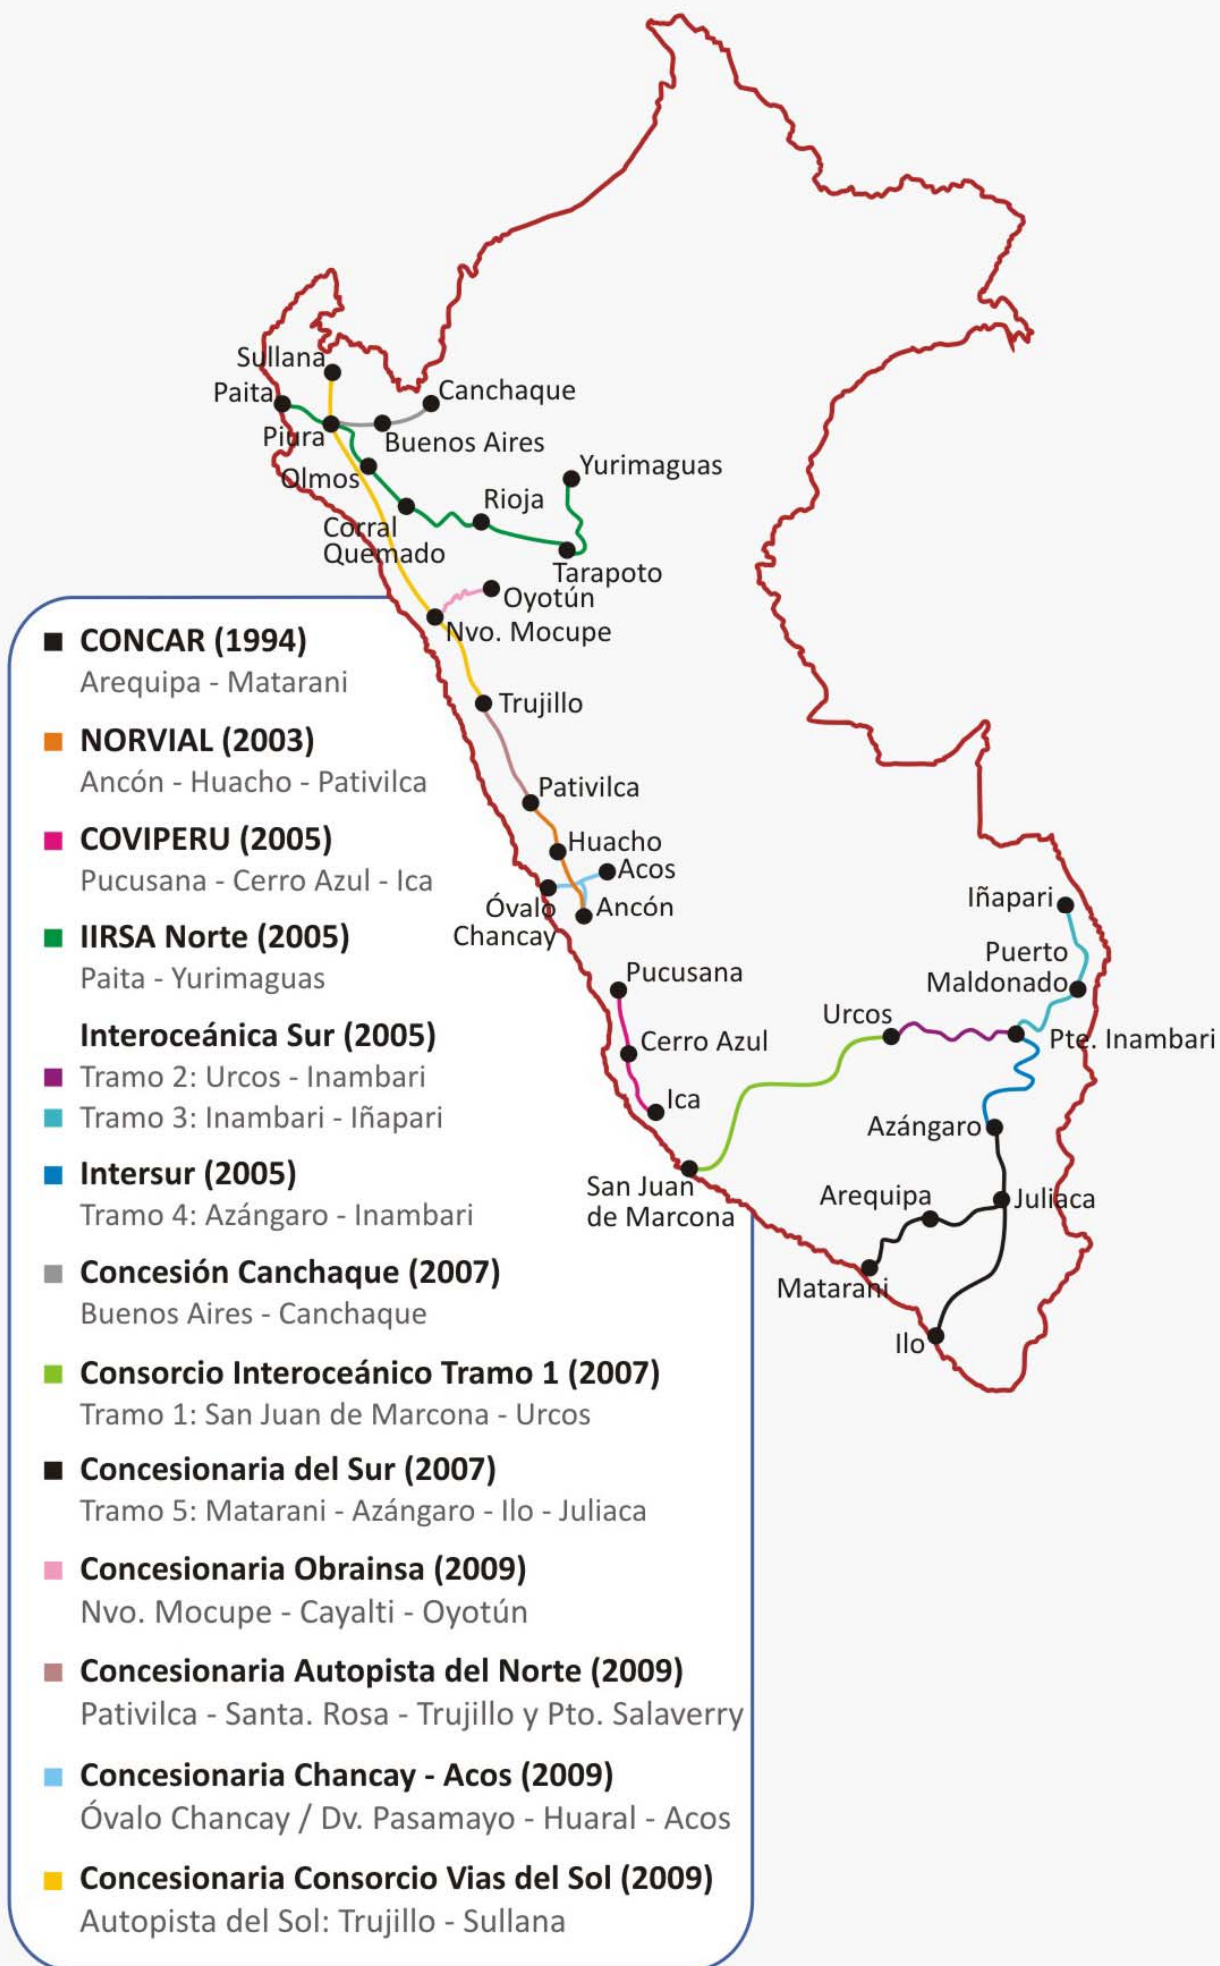 Sullana
Paita
Canchaque
Piura
Buenos Aires
Olmos
Yurimaguas
Rioja
Corral
Quemado
Tarapoto
Oyotún
Nvo. Mocupe
Trujillo
Pativilca
Huacho
Acos
Óvalo
Chancay
Ancón
Iñapari
Puerto
Maldonado
Pucusana
Urcos
Pte. Inambari
Cerro Azul
Ica
Azángaro
San Juan
de Marcona
Arequipa
Juliaca
Matarani
Ilo
CONCAR (1994)
Arequipa - Matarani
NORVIAL (2003)
Ancón - Huacho - Pativilca
COVIPERU (2005)
Pucusana - Cerro Azul - Ica
IIRSA Norte (2005)
Paita - Yurimaguas
Interoceánica Sur (2005)
Tramo 2: Urcos - Inambari
Tramo 3: Inambari - Iñapari
Intersur (2005)
Tramo 4: Azángaro - Inambari
Concesión Canchaque (2007)
Buenos Aires - Canchaque
Consorcio Interoceánico Tramo 1 (2007)
Tramo 1: San Juan de Marcona - Urcos
Concesionaria del Sur (2007)
Tramo 5: Matarani - Azángaro - Ilo - Juliaca
Concesionaria Obrainsa (2009)
Nvo. Mocupe - Cayalti - Oyotún
Concesionaria Autopista del Norte (2009)
Pativilca - Santa. Rosa - Trujillo y Pto. Salaverry
Concesionaria Chancay - Acos (2009)
Óvalo Chancay / Dv. Pasamayo - Huaral - Acos
Concesionaria Consorcio Vias del Sol (2009)
Autopista del Sol: Trujillo - Sullana